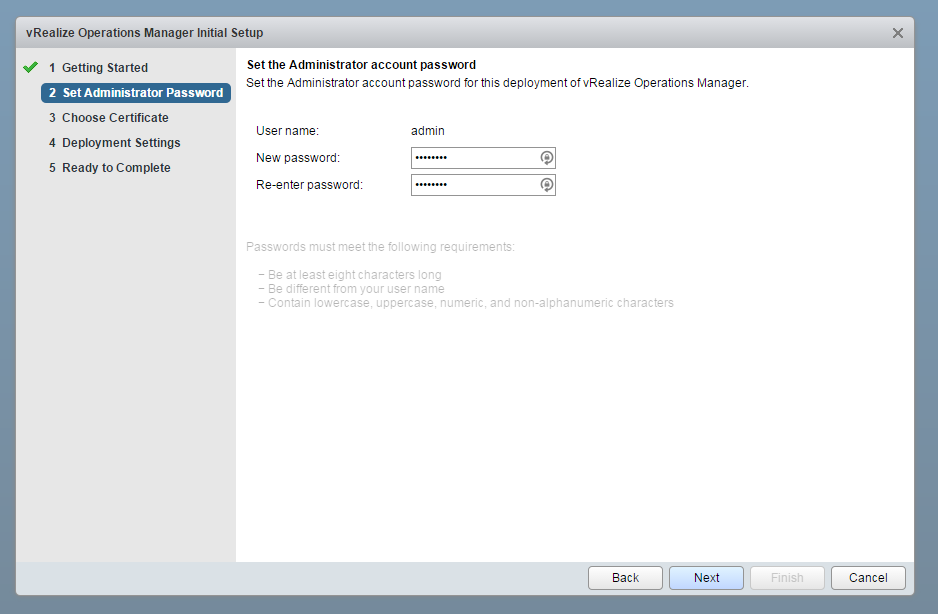 vRealize Operations Manager Initial Setup
1 Getting Started
2 Set Administrator Password
3 Choose Certificate
4 Deployment Settings
5 Ready to Complete
Set the Administrator account password
Set the Administrator account password for this deployment of vRealize Operations Manager.
User name: admin
New password: ••••••••
Re-enter password: ••••••••
Passwords must meet the following requirements:
– Be at least eight characters long
– Be different from your user name
– Contain lowercase, uppercase, numeric, and non-alphanumeric characters
Back Next Finish Cancel